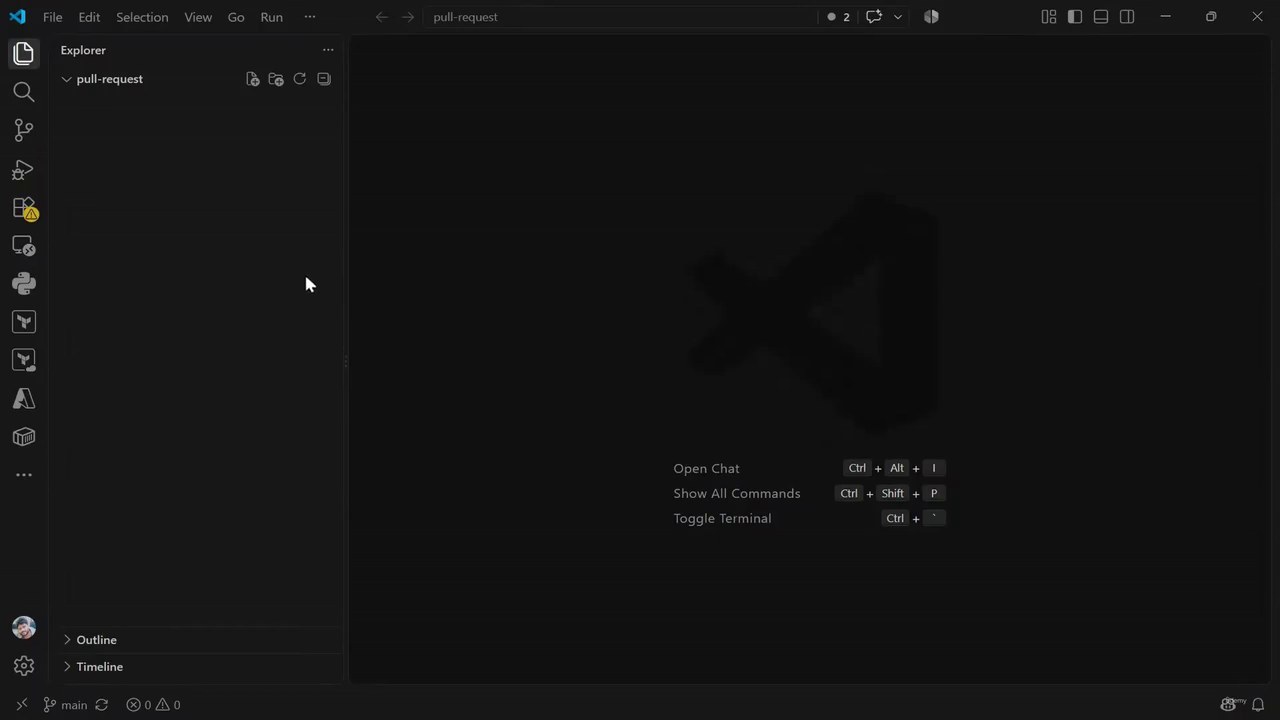 File Edit Selection View Go Run ··· pull-request 2
Explorer ···
pull-request
Open Chat Ctrl + Alt + I
Show All Commands Ctrl + Shift + P
Toggle Terminal Ctrl + `
Outline
Timeline
main 0 0